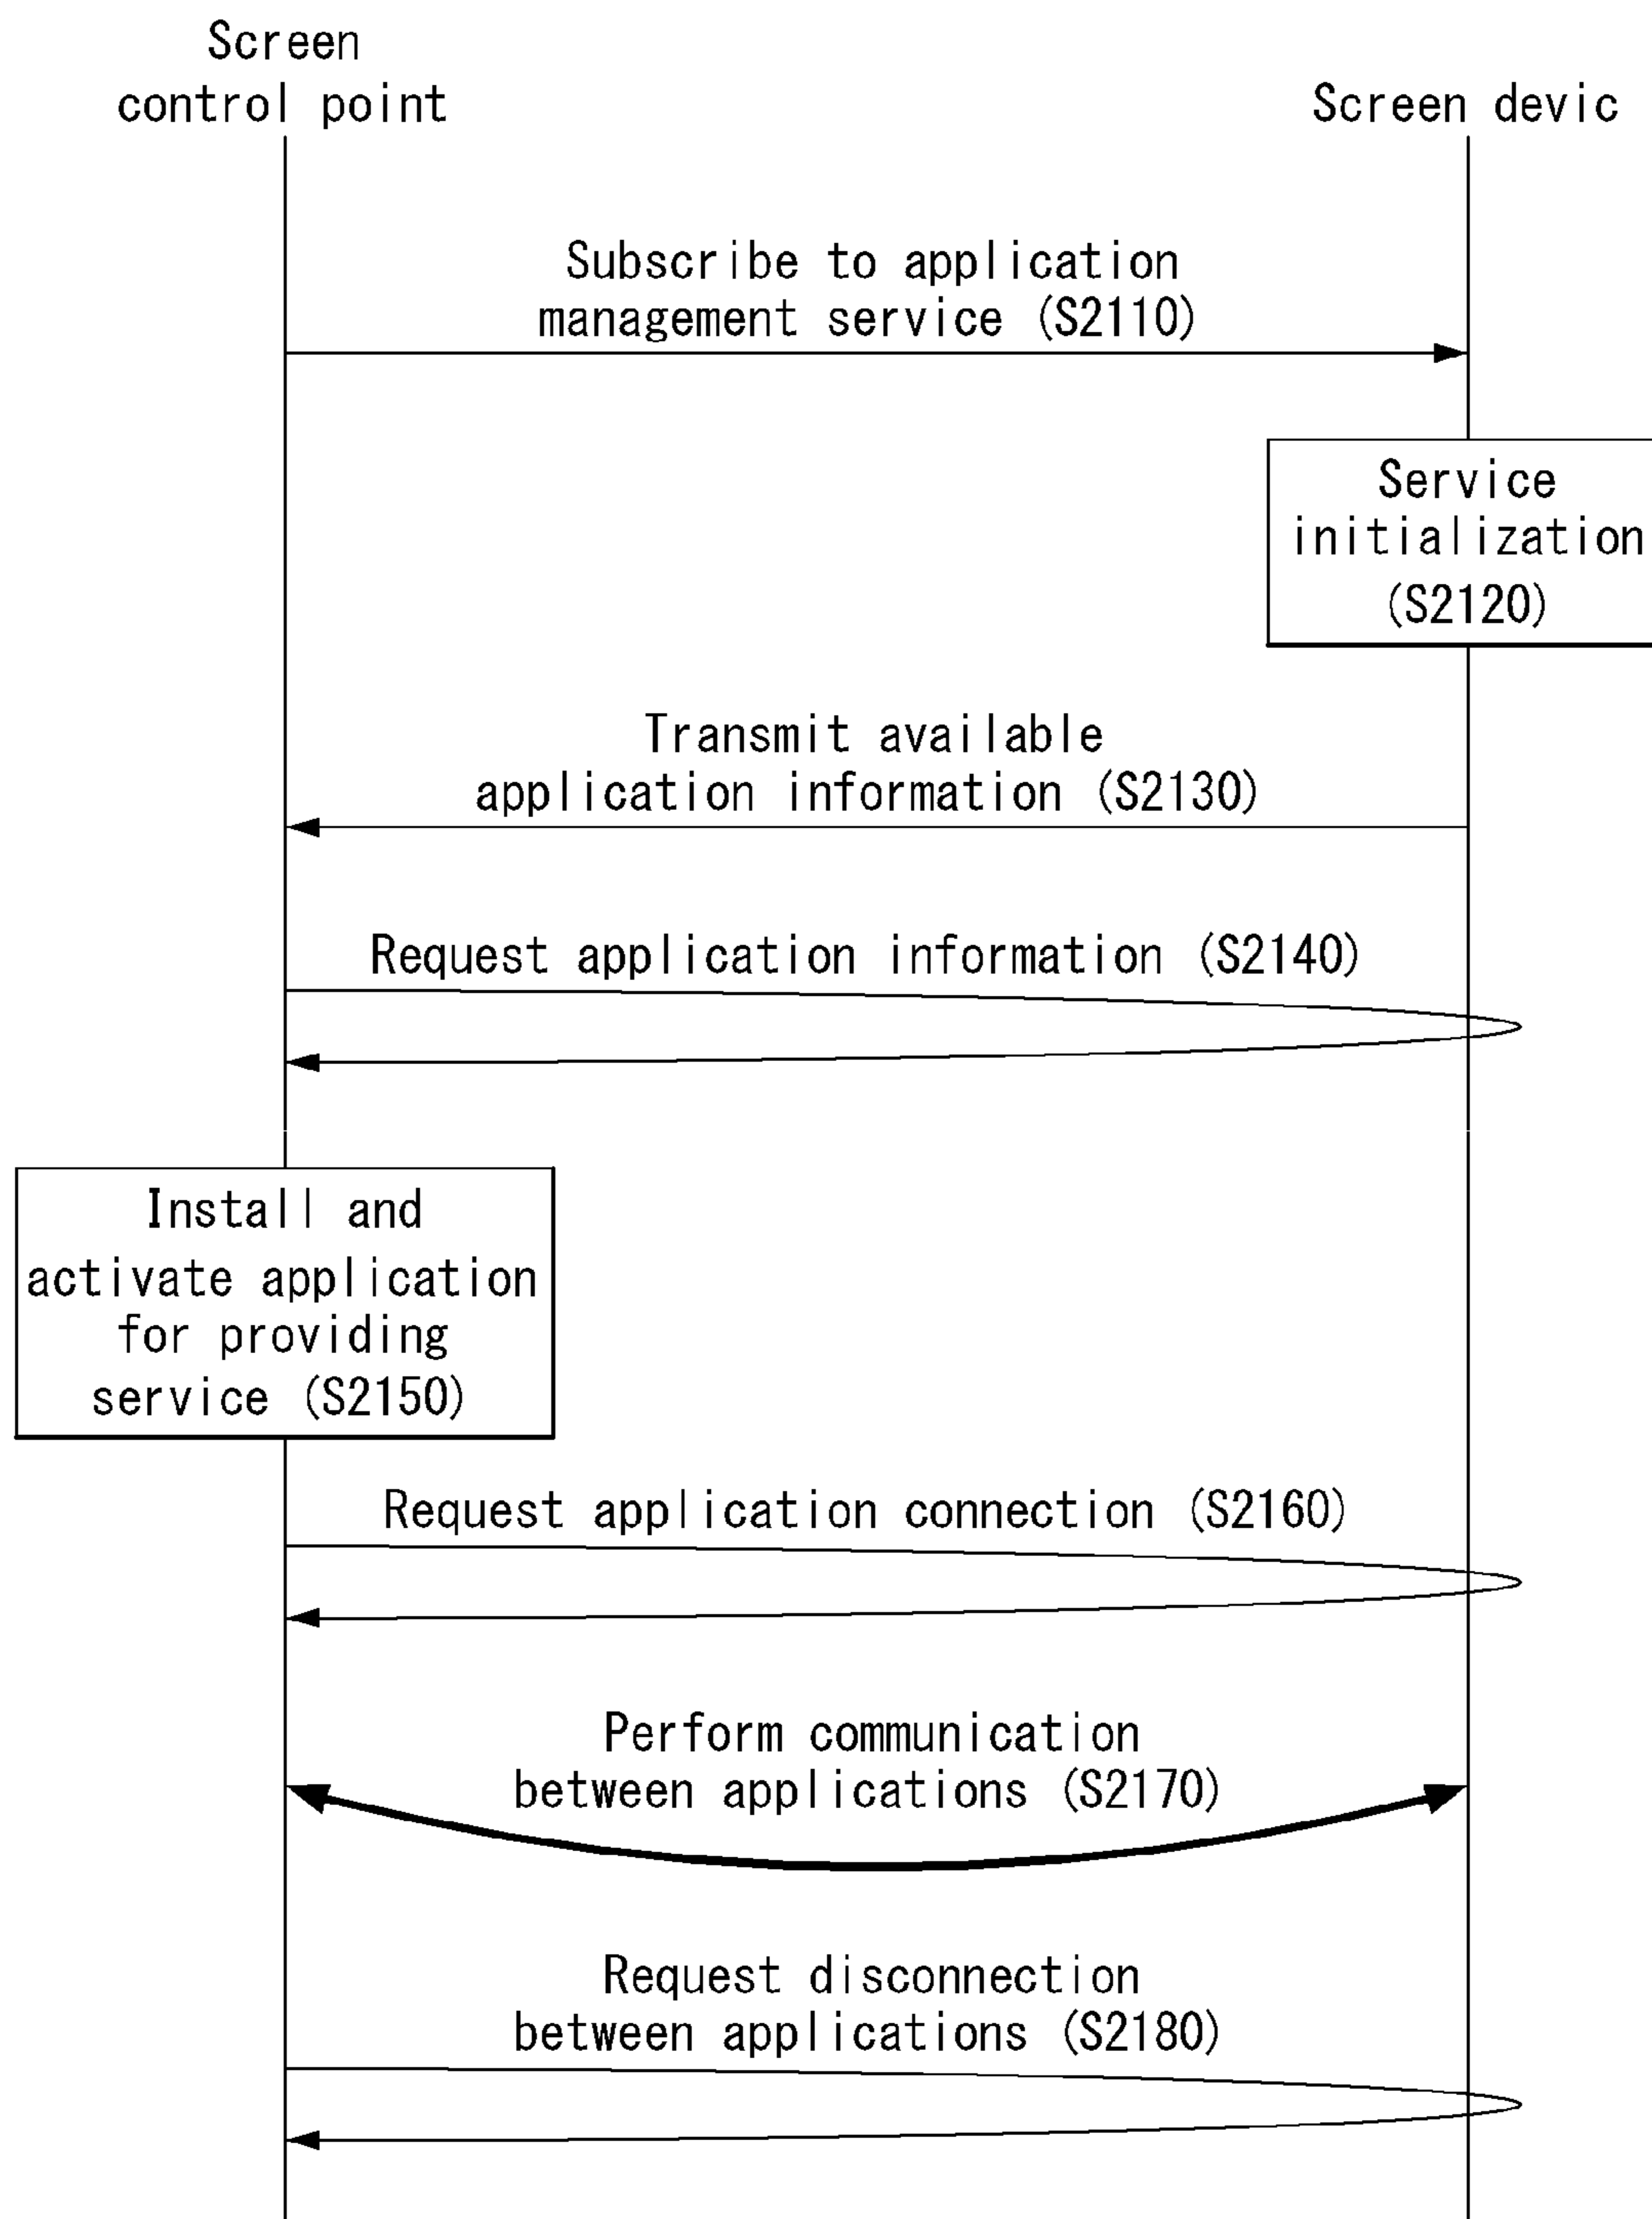 Screen
control point
Screen devic
Subscribe to application
management service (S2110)
Service
initialization
(S2120)
Transmit available
application information (S2130)
Request application information (S2140)
Install and
activate application
for providing
service (S2150)
Request application connection (S2160)
Perform communication
between applications (S2170)
Request disconnection
between applications (S2180)